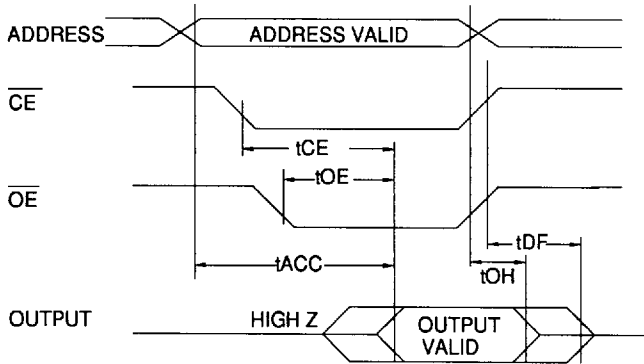 ADDRESS
ADDRESS VALID
CE
tCE
tOE
OE
tDF
tACC
tOH
OUTPUT
HIGH Z
OUTPUT
VALID